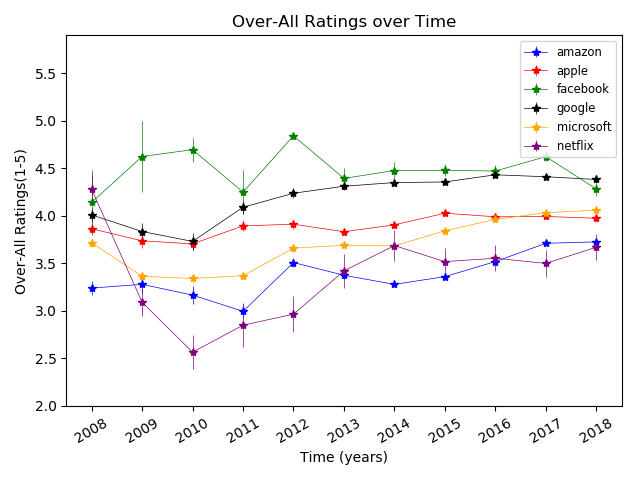 Over-All Ratings over Time
amazon
apple
facebook
google
microsoft
netflix
Over-All Ratings(1-5)
5.5
5.0
4.5
4.0
3.5
3.0
2.5
2.0
2008 2009 2010 2011 2012 2013 2014 2015 2016 2017 2018
Time (years)